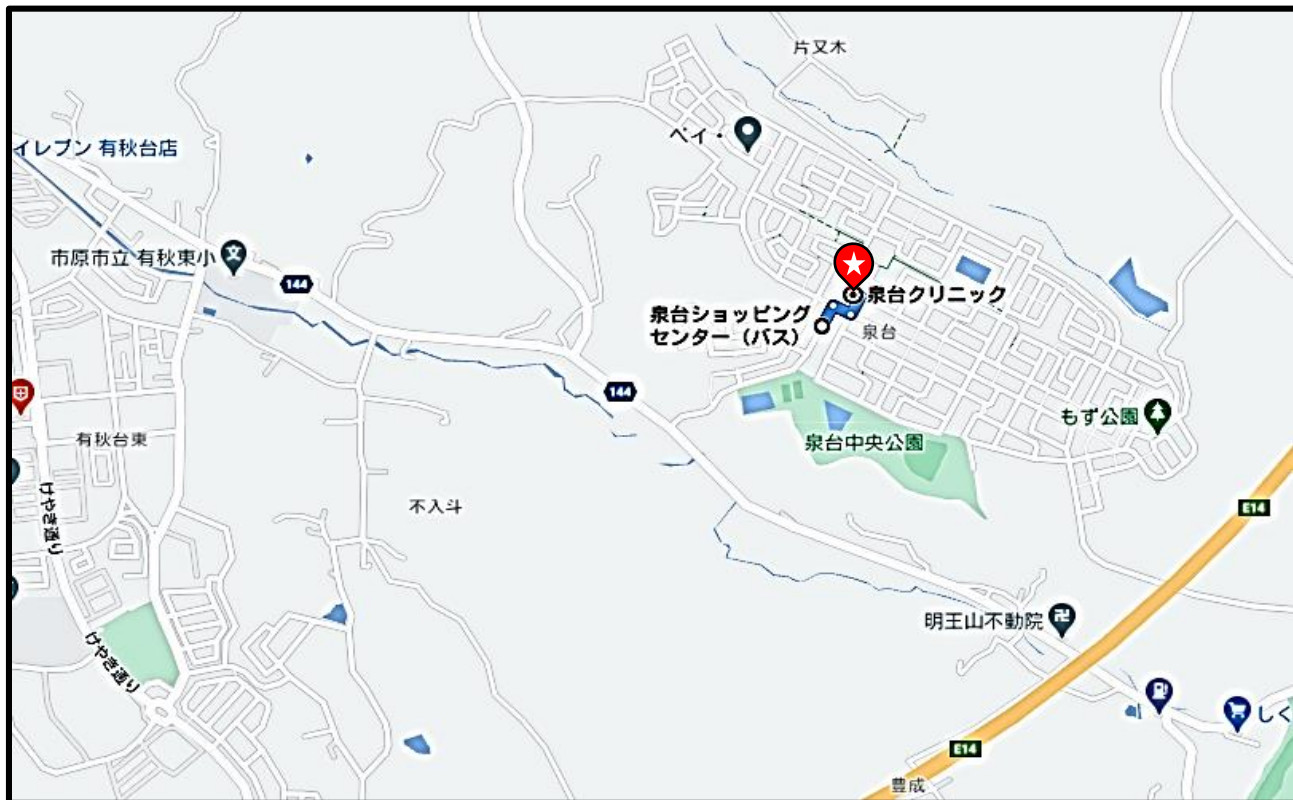 片又木
ベイ・
イレブン 有秋台店
市原市立 有秋東小
文
144
泉台クリニック
泉台ショッピング
センター（バス）
泉台
144
もず公園
有秋台東
泉台中央公園
けやき通り
不入斗
E14
明王山不動院
卍
けやき通り
しく
E14
豊成